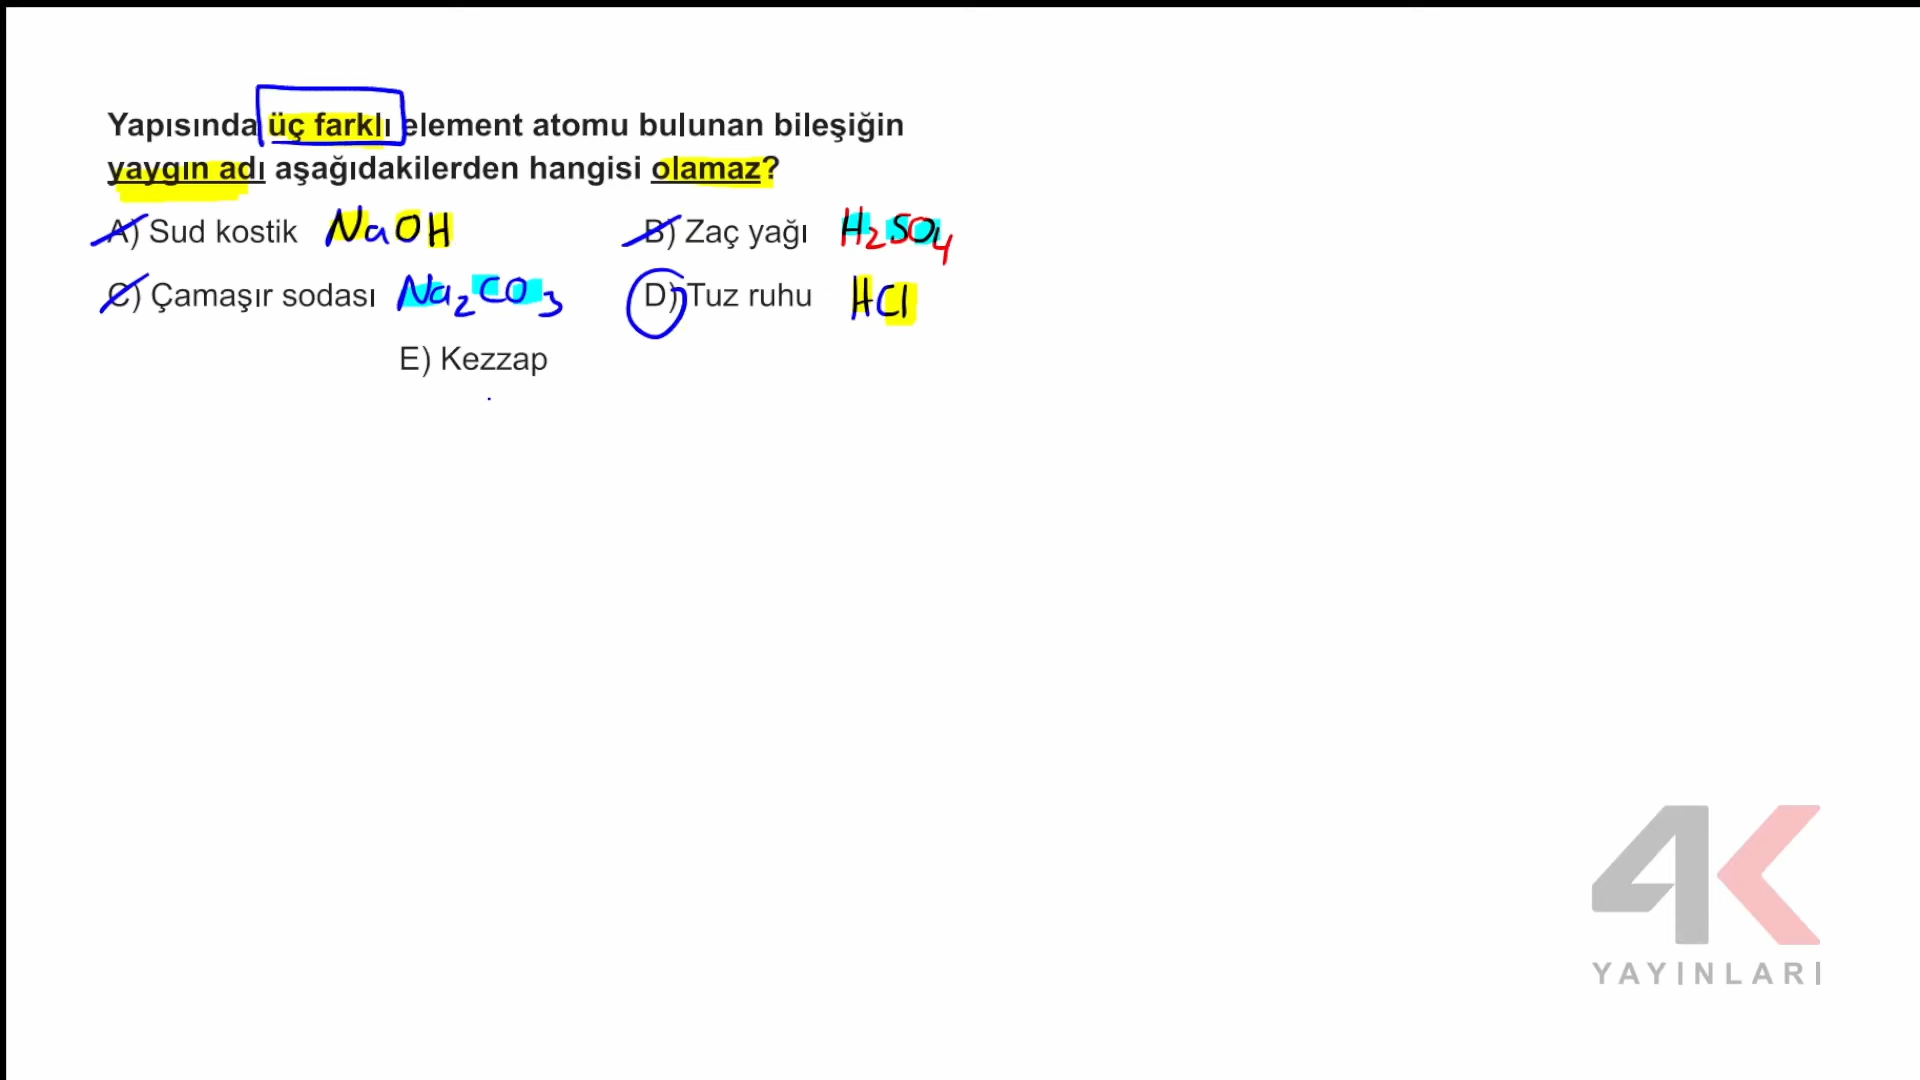 Yapısında üç farklı element atomu bulunan bileşiğin
yaygın adı aşağıdakilerden hangisi olamaz?
A) Sud kostik NaOH B) Zaç yağı H₂SO₄
C) Çamaşır sodası Na₂CO₃ D) Tuz ruhu HCl
E) Kezzap
4K
YAYINLARI